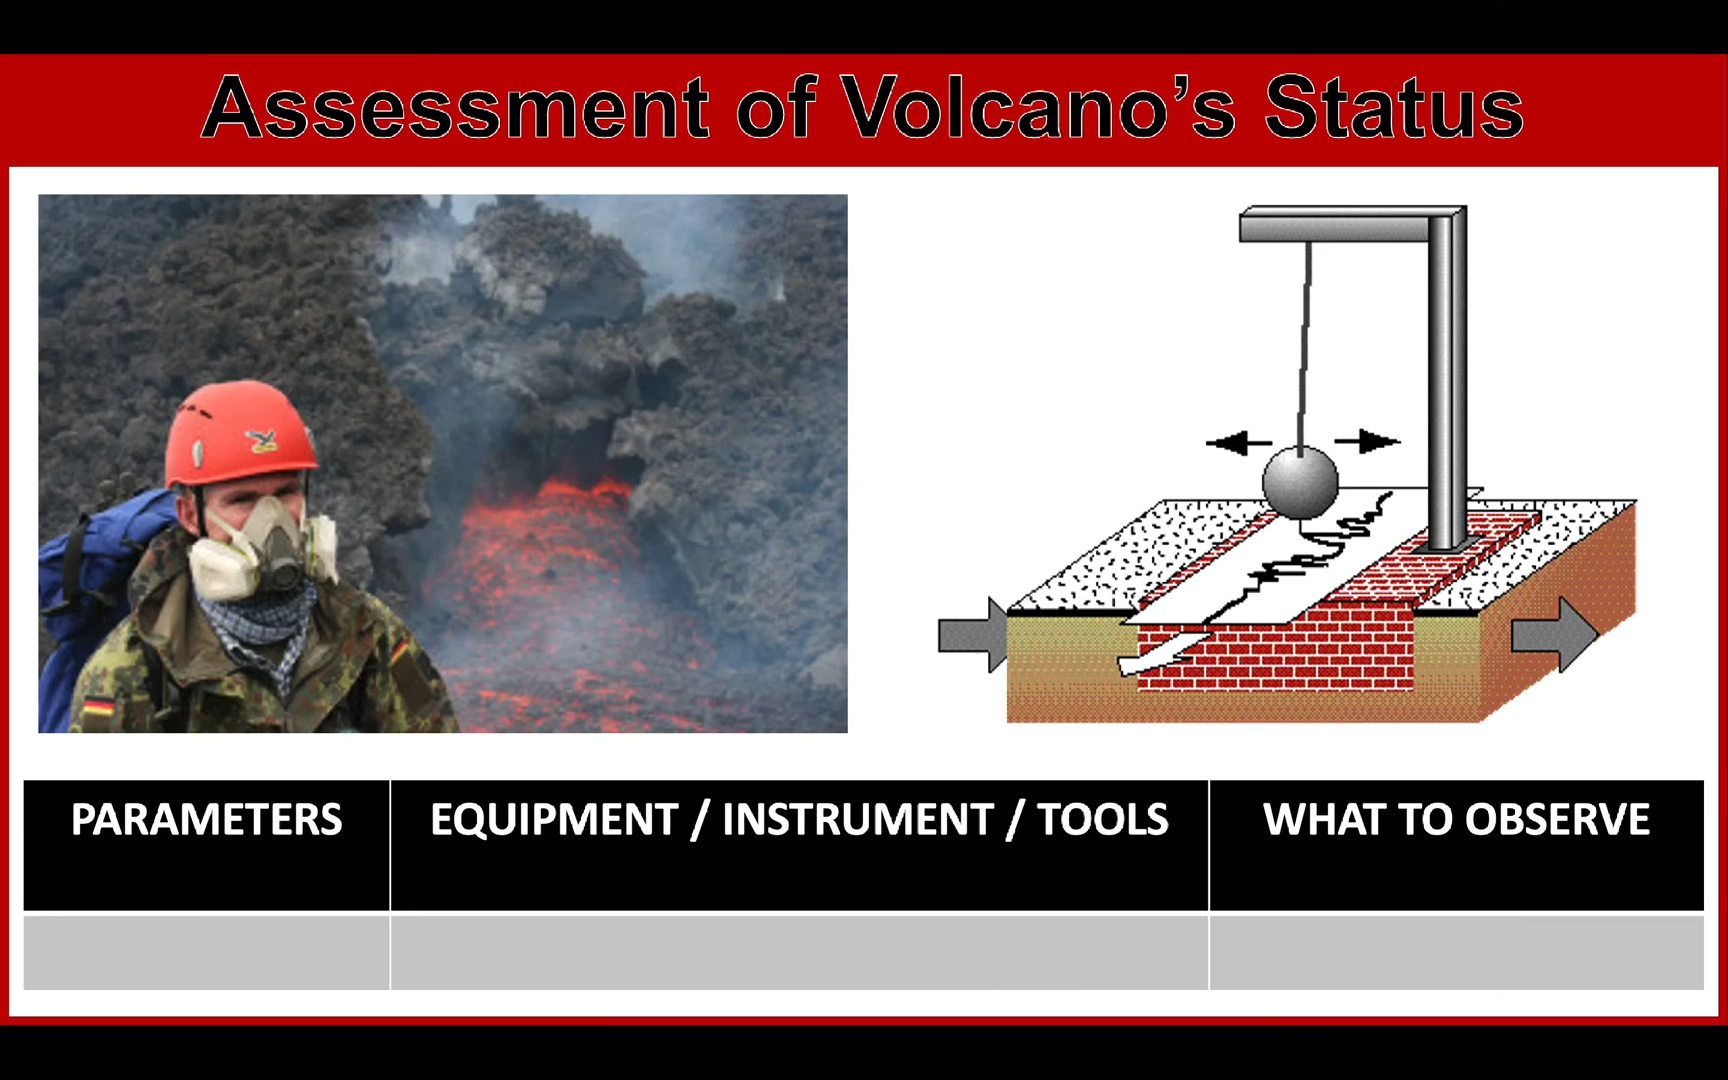 Assessment of Volcano’s Status
PARAMETERS
EQUIPMENT / INSTRUMENT / TOOLS
WHAT TO OBSERVE